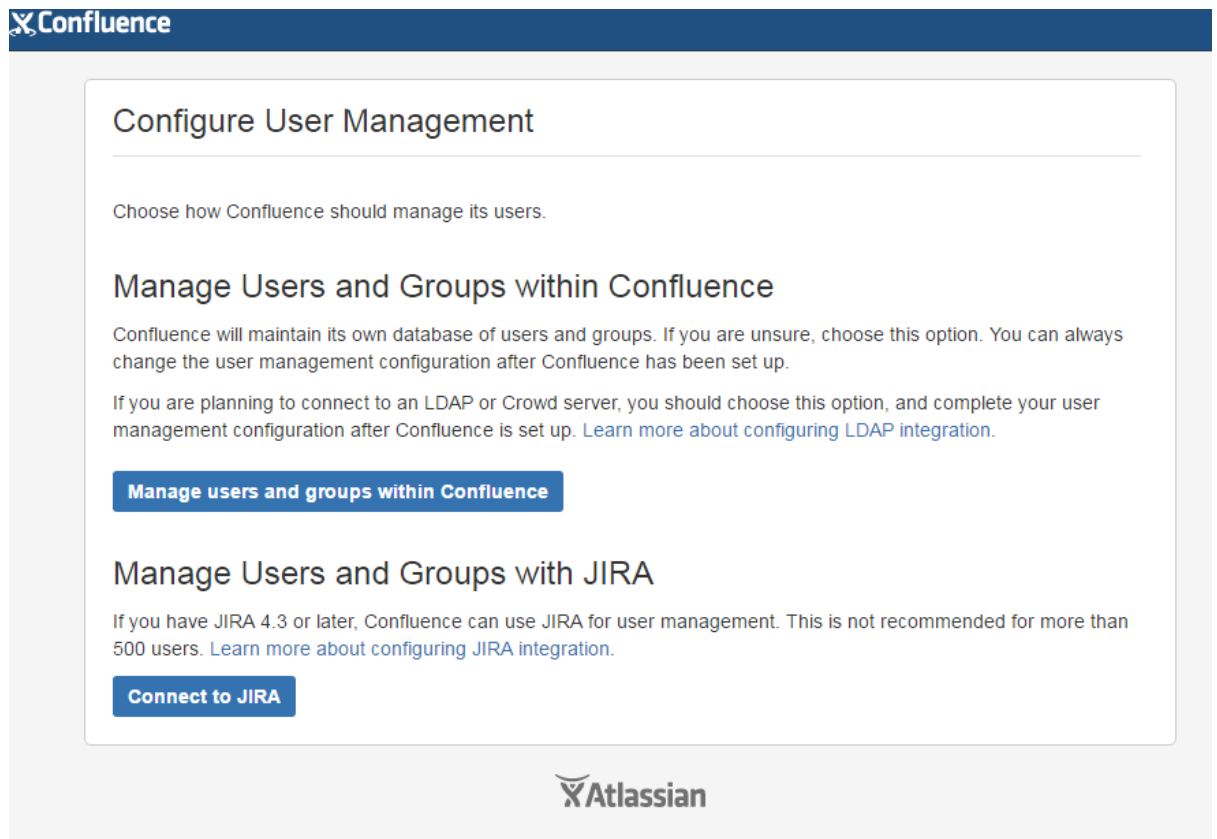 Confluence
Configure User Management
Choose how Confluence should manage its users.
Manage Users and Groups within Confluence
Confluence will maintain its own database of users and groups. If you are unsure, choose this option. You can always
change the user management configuration after Confluence has been set up.
If you are planning to connect to an LDAP or Crowd server, you should choose this option, and complete your user
management configuration after Confluence is set up. Learn more about configuring LDAP integration.
Manage users and groups within Confluence
Manage Users and Groups with JIRA
If you have JIRA 4.3 or later, Confluence can use JIRA for user management. This is not recommended for more than
500 users. Learn more about configuring JIRA integration.
Connect to JIRA
Atlassian